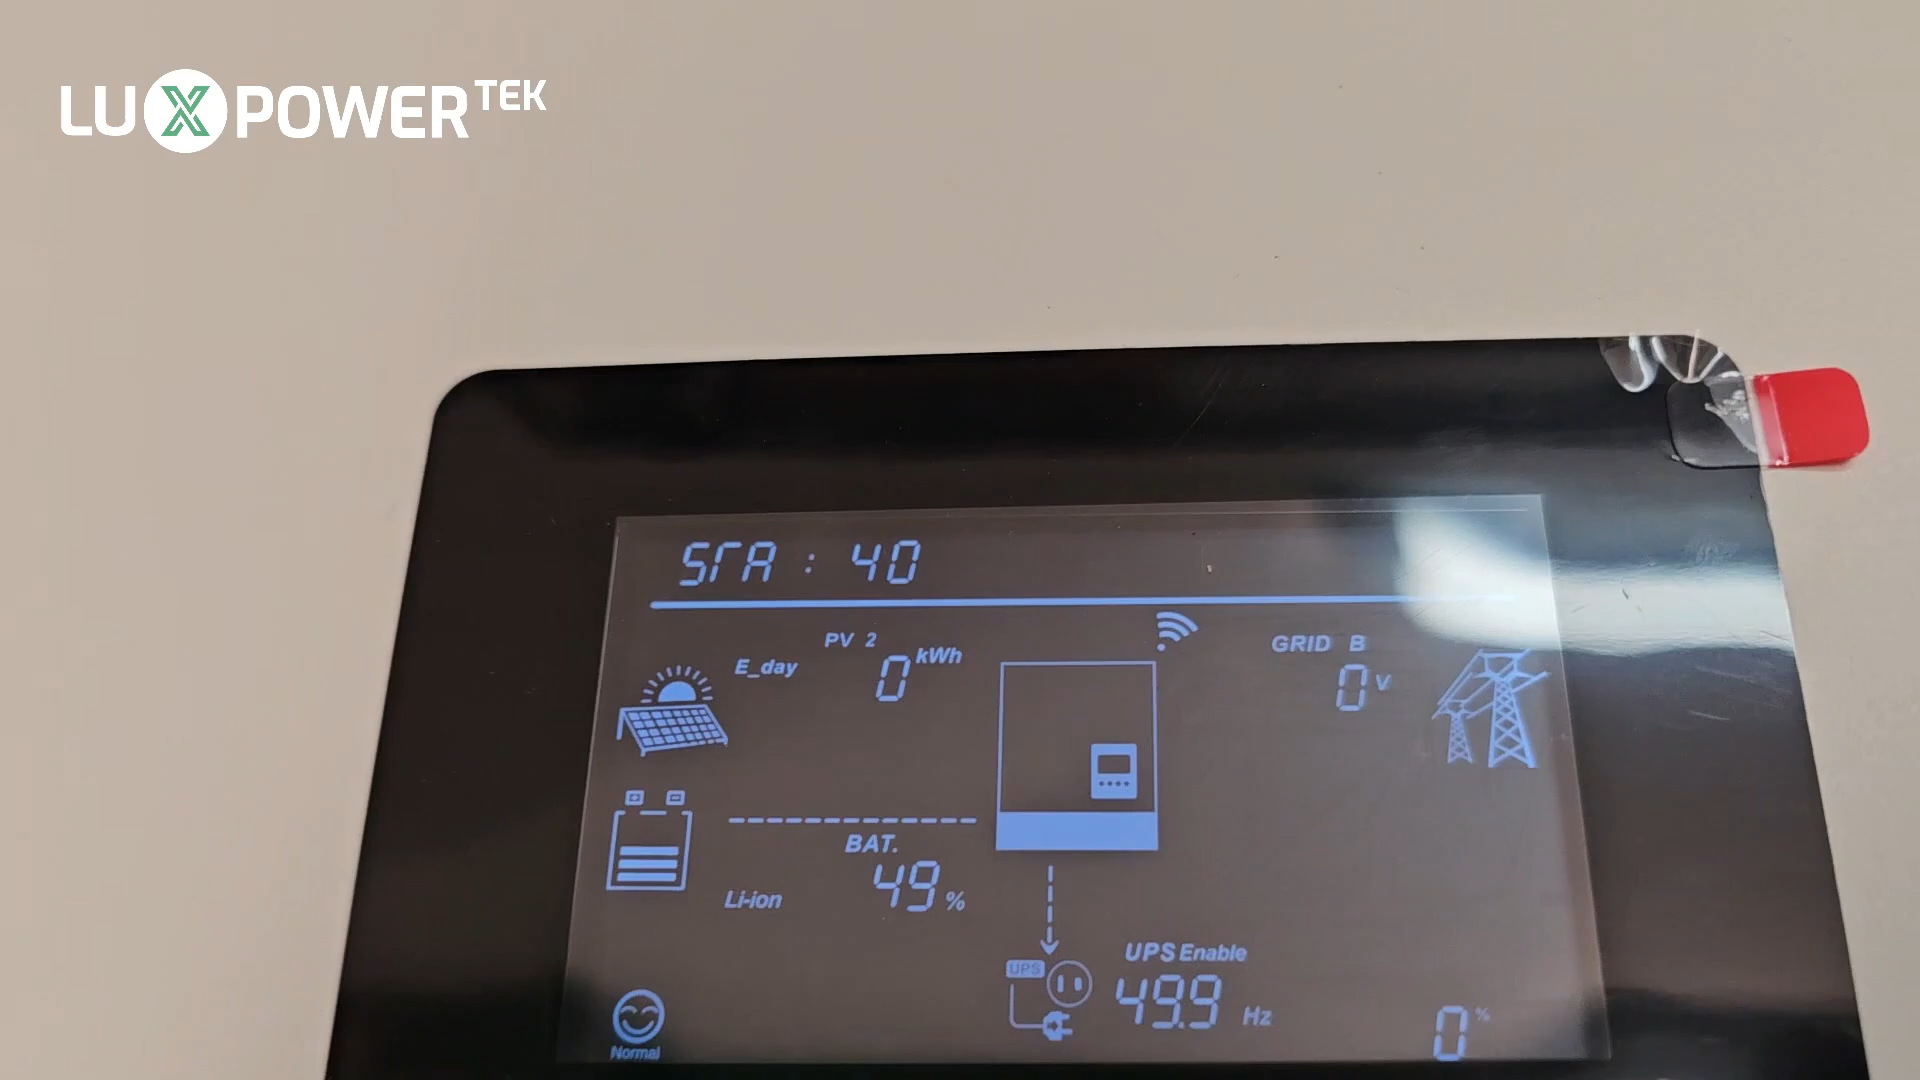 LUXPOWERTEK
STA : 40
PV 2
E_day 0 kWh
GRID B
0 V
BAT.
Li-ion 49 %
UPS Enable
UPS
49.9 Hz
0 %
Normal